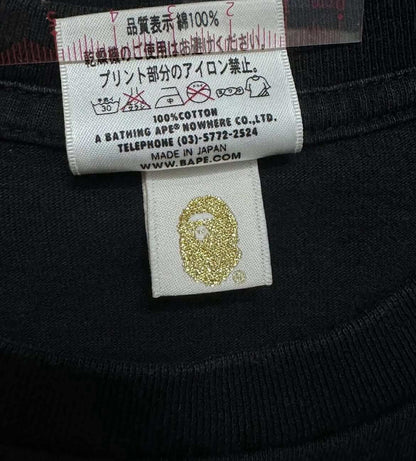 品質表示 綿100%
乾燥機のご使用はお避けください。
プリント部分のアイロン禁止。
30
100%COTTON
A BATHING APE® NOWHERE CO.,LTD.
TELEPHONE (03)-5772-2524
MADE IN JAPAN
WWW.BAPE.COM
®